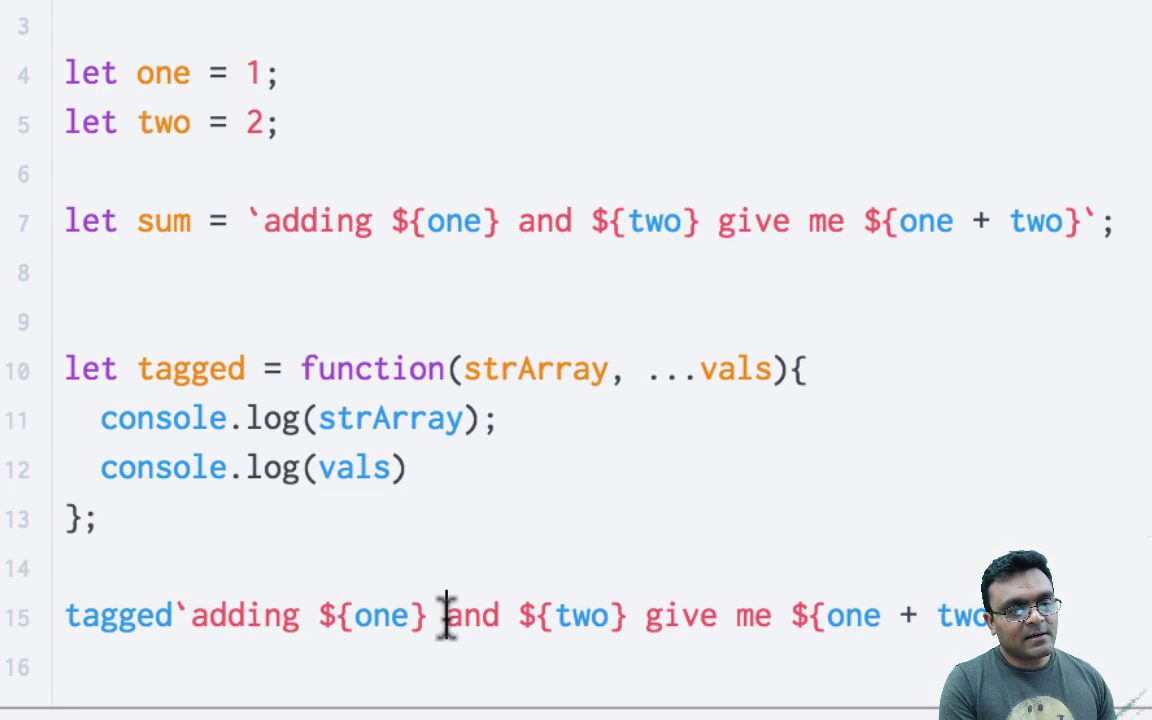 3
4 let one = 1;
5 let two = 2;
6
7 let sum = `adding ${one} and ${two} give me ${one + two}`;
8
9
10 let tagged = function(strArray, ...vals){
11 console.log(strArray);
12 console.log(vals)
13 };
14
15 tagged`adding ${one} and ${two} give me ${one + two
16